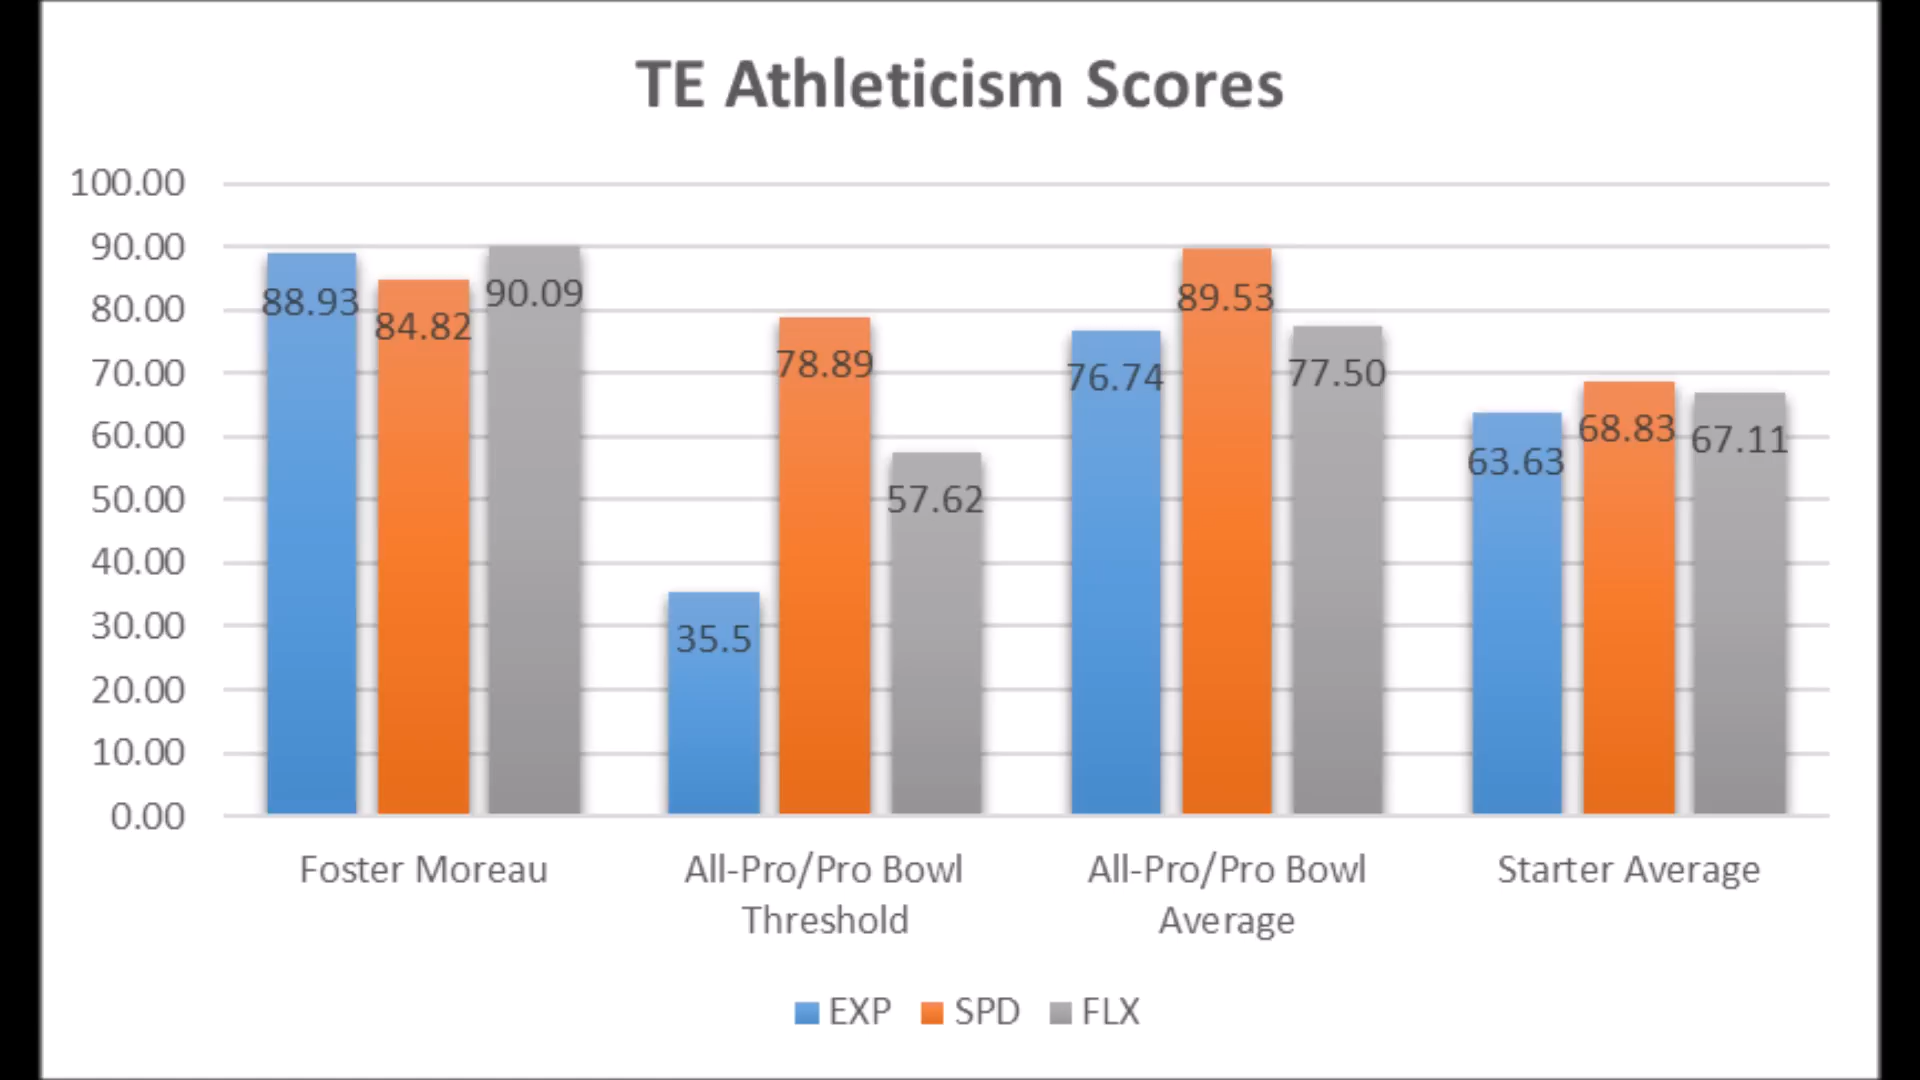 TE Athleticism Scores
100.00
90.00
80.00
70.00
60.00
50.00
40.00
30.00
20.00
10.00
0.00
88.93
84.82
90.09
35.5
78.89
57.62
76.74
89.53
77.50
63.63
68.83
67.11
Foster Moreau
All-Pro/Pro Bowl
Threshold
All-Pro/Pro Bowl
Average
Starter Average
EXP SPD FLX